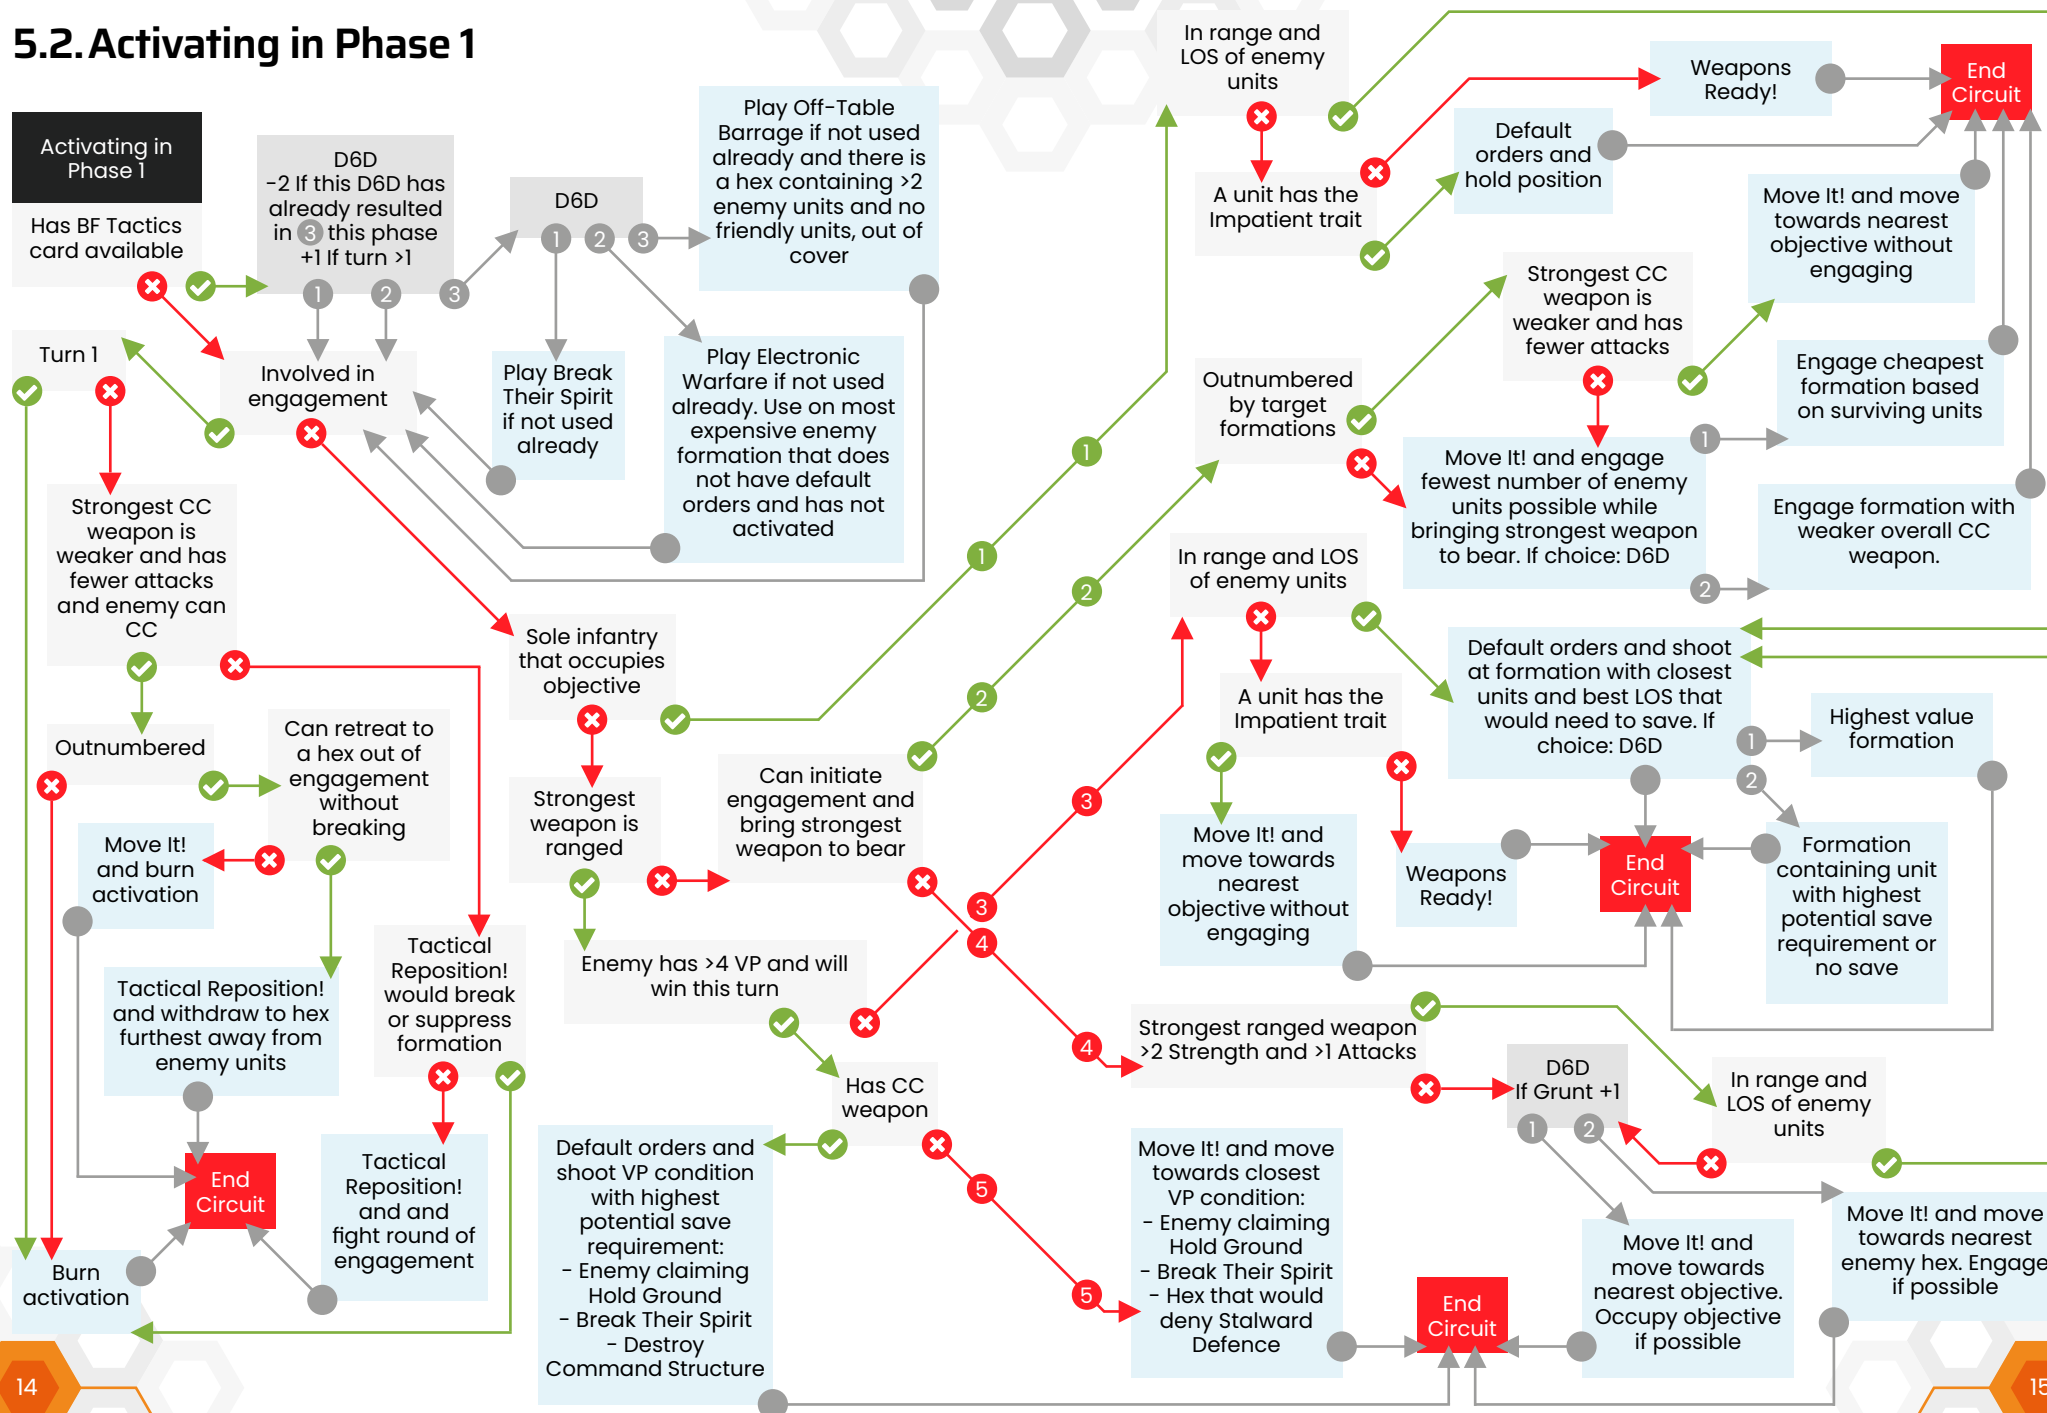 5.2. Activating in Phase 1
Activating in
Phase 1
Has BF Tactics
card available
D6D
-2 If this D6D has
already resulted
in 3 this phase
+1 If turn >1
1
2
3
D6D
1
2
3
Play Off-Table
Barrage if not used
already and there is
a hex containing >2
enemy units and no
friendly units, out of
cover
Turn 1
Involved in
engagement
Play Break
Their Spirit
if not used
already
Play Electronic
Warfare if not used
already. Use on most
expensive enemy
formation that does
not have default
orders and has not
activated
Strongest CC
weapon is
weaker and has
fewer attacks
and enemy can
CC
Outnumbered
Can retreat to
a hex out of
engagement
without
breaking
Move It!
and burn
activation
Tactical Reposition!
and withdraw to hex
furthest away from
enemy units
Tactical
Reposition!
would break
or suppress
formation
Tactical
Reposition!
and and
fight round of
engagement
End
Circuit
Burn
activation
Sole infantry
that occupies
objective
Strongest
weapon is
ranged
Can initiate
engagement and
bring strongest
weapon to bear
Enemy has >4 VP and will
win this turn
Has CC
weapon
Default orders and
shoot VP condition
with highest
potential save
requirement:
- Enemy claiming
Hold Ground
- Break Their Spirit
- Destroy
Command Structure
1
1
2
2
3
3
4
4
5
5
In range and
LOS of enemy
units
A unit has the
Impatient trait
Weapons
Ready!
End
Circuit
Default
orders and
hold position
Move It! and move
towards nearest
objective without
engaging
Outnumbered
by target
formations
Strongest CC
weapon is
weaker and has
fewer attacks
Move It! and engage
fewest number of enemy
units possible while
bringing strongest weapon
to bear. If choice: D6D
1
2
Engage cheapest
formation based
on surviving units
Engage formation with
weaker overall CC
weapon.
In range and LOS
of enemy units
A unit has the
Impatient trait
Move It! and
move towards
nearest
objective without
engaging
Weapons
Ready!
Default orders and shoot
at formation with closest
units and best LOS that
would need to save. If
choice: D6D
1
2
Highest value
formation
Formation
containing unit
with highest
potential save
requirement or
no save
End
Circuit
Strongest ranged weapon
>2 Strength and >1 Attacks
D6D
If Grunt +1
1
2
In range and
LOS of enemy
units
Move It! and move
towards closest
VP condition:
- Enemy claiming
Hold Ground
- Break Their Spirit
- Hex that would
deny Stalward
Defence
End
Circuit
Move It! and
move towards
nearest objective.
Occupy objective
if possible
Move It! and move
towards nearest
enemy hex. Engage
if possible
14
15